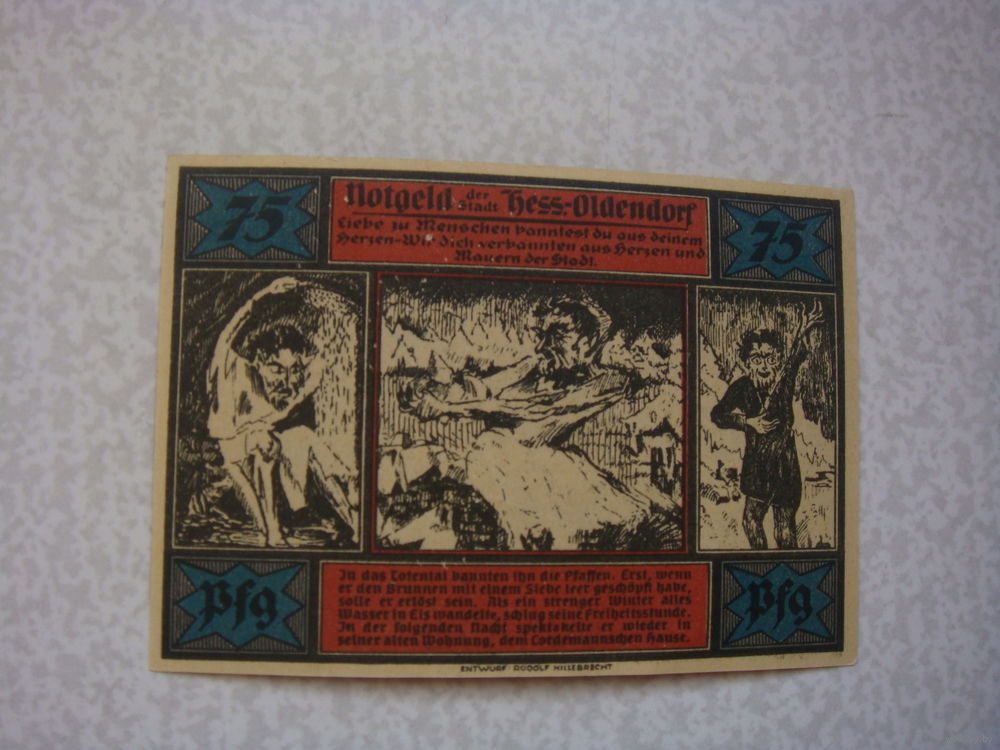 75
Notgeld der Stadt Hess.-Oldendorf
Liebe zu Menschen banntest du aus deinem
Herzen-Wir dich verbannten aus Herzen und
Mauern der Stadt.
75
Pfg
In das Totental bannten ihn die Pfaffen. Erst, wenn
er den Brunnen mit einem Siebe leer geschöpft habe,
solle er erlöst sein. Als ein strenger Winter alles
Wasser in Eis wandelte, schlug seine Freiheitsstunde.
In der folgenden Nacht spektakelte er wieder in
seiner alten Wohnung, dem Cordemannschen Hause.
Pfg
ENTWURF: RUDOLF HILLEBRECHT